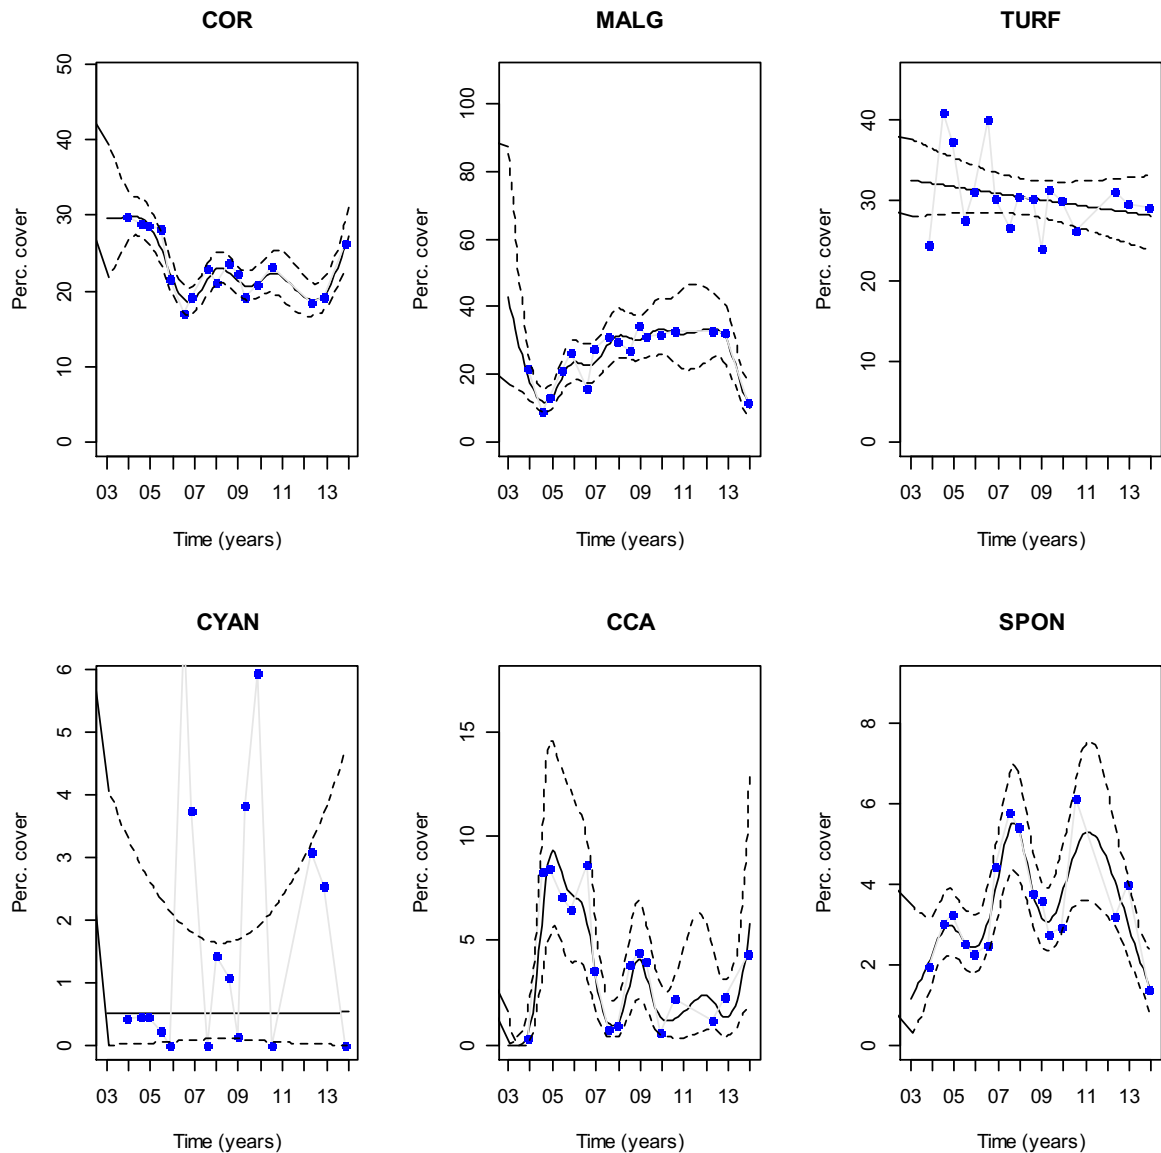 COR
MALG
TURF
Perc. cover
0 10 20 30 40 50
03 05 07 09 11 13
Time (years)
Perc. cover
0 20 40 60 80 100
03 05 07 09 11 13
Time (years)
Perc. cover
0 10 20 30 40
03 05 07 09 11 13
Time (years)
CYAN
CCA
SPON
Perc. cover
0 1 2 3 4 5 6
03 05 07 09 11 13
Time (years)
Perc. cover
0 5 10 15
03 05 07 09 11 13
Time (years)
Perc. cover
0 2 4 6 8
03 05 07 09 11 13
Time (years)